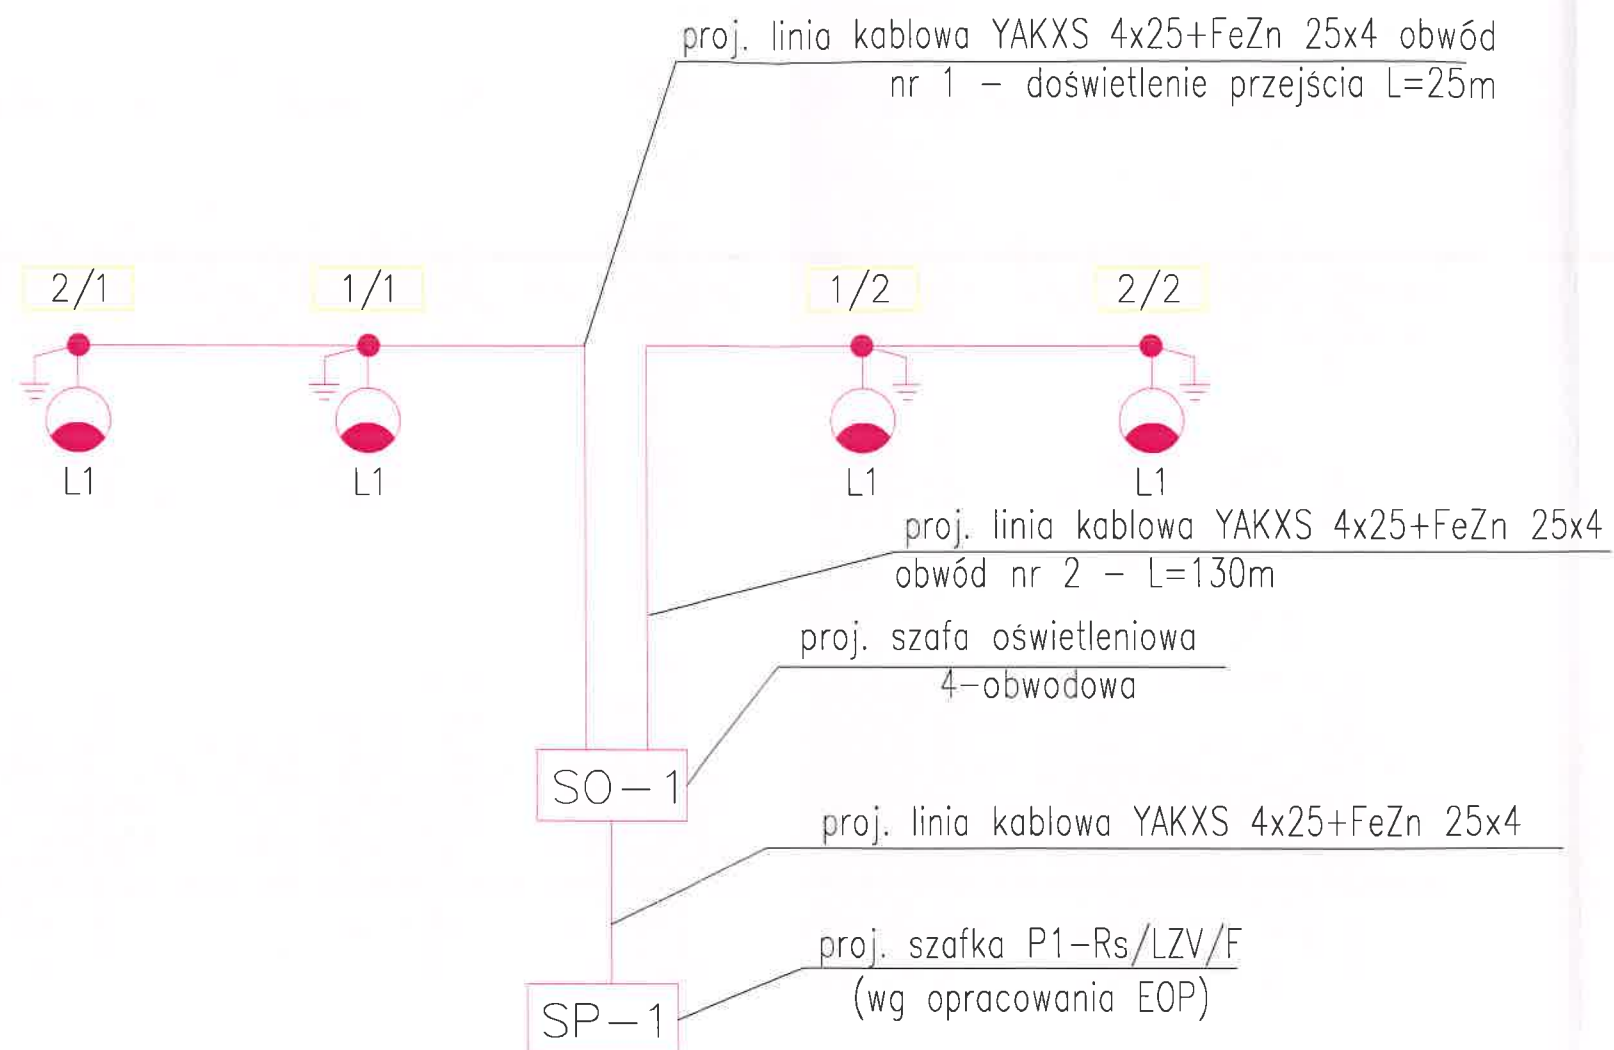 proj. linia kablowa YAKXS 4x25+FeZn 25x4 obwód
nr 1 – doświetlenie przejścia L=25m
2/1
1/1
1/2
2/2
L1
L1
L1
L1
proj. linia kablowa YAKXS 4x25+FeZn 25x4
obwód nr 2 – L=130m
proj. szafa oświetleniowa
4-obwodowa
SO-1
proj. linia kablowa YAKXS 4x25+FeZn 25x4
proj. szafka P1-Rs/LZV/F
(wg opracowania EOP)
SP-1